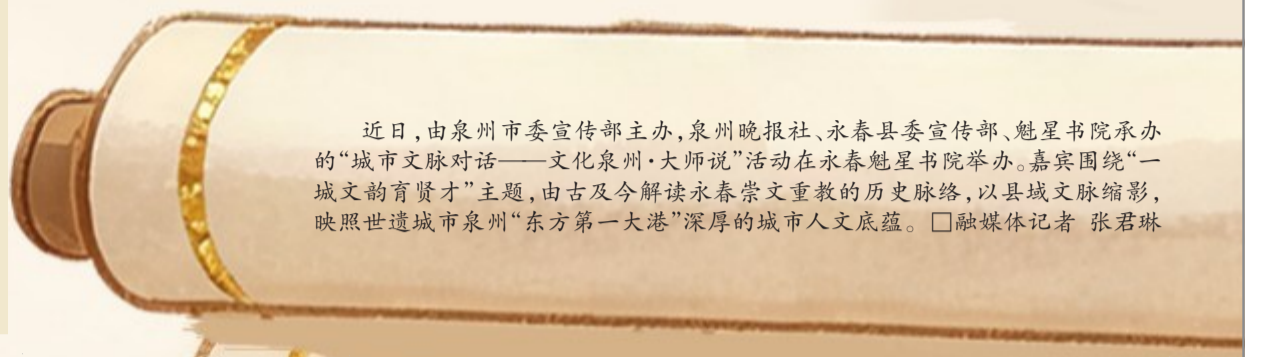 近日，由泉州市委宣传部主办，泉州晚报社、永春县委宣传部、魁星书院承办
的“城市文脉对话——文化泉州·大师说”活动在永春魁星书院举办。嘉宾围绕“一
城文韵育贤才”主题，由古及今解读永春崇文重教的历史脉络，以县域文脉缩影，
映照世遗城市泉州“东方第一大港”深厚的城市人文底蕴。□融媒体记者 张君琳